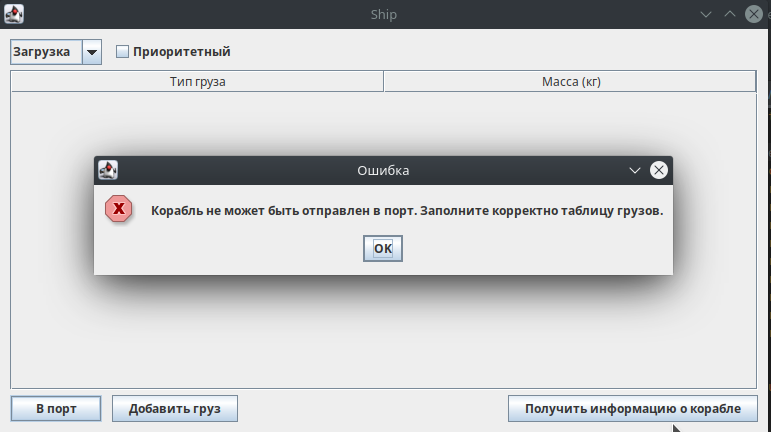 Ship
Загрузка
Приоритетный
Тип груза
Масса (кг)
Ошибка
Корабль не может быть отправлен в порт. Заполните корректно таблицу грузов.
OK
В порт
Добавить груз
Получить информацию о корабле